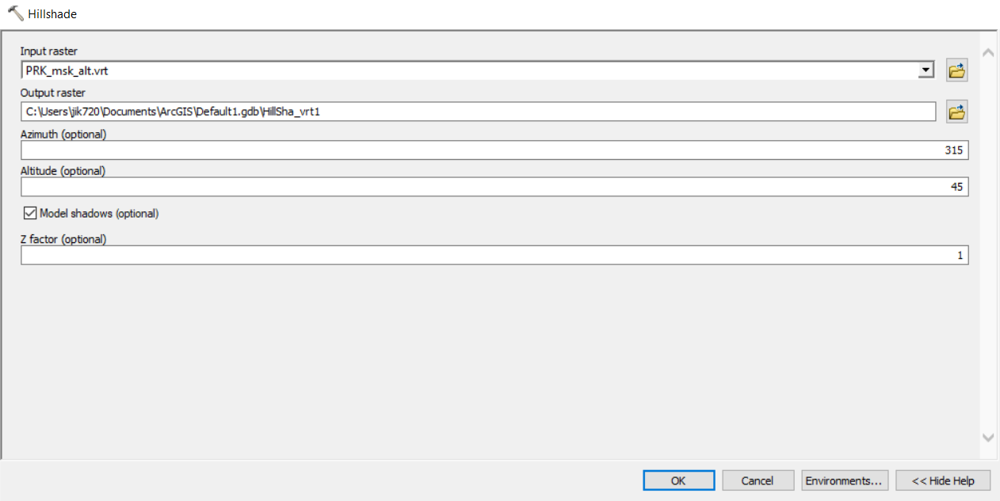 Hillshade
Input raster
PRK_msk_alt.vrt
Output raster
C:\Users\jik720\Documents\ArcGIS\Default1.gdb\HillSha_vrt1
Azimuth (optional)
315
Altitude (optional)
45
Model shadows (optional)
Z factor (optional)
1
OK Cancel Environments... << Hide Help